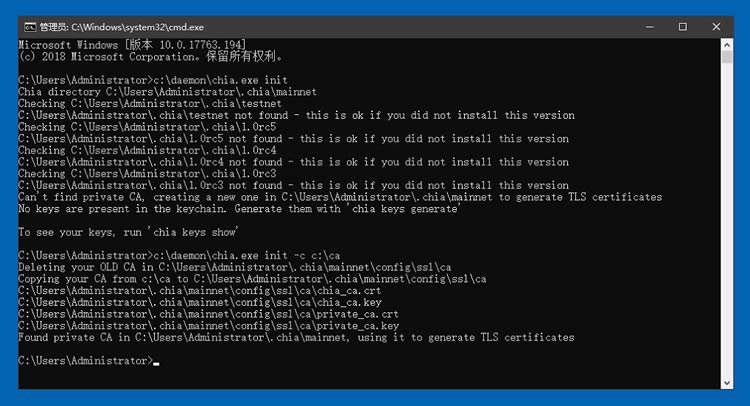 管理员: C:\Windows\system32\cmd.exe
Microsoft Windows [版本 10.0.17763.194]
(c) 2018 Microsoft Corporation。保留所有权利。
C:\Users\Administrator>c:\daemon\chia.exe init
Chia directory C:\Users\Administrator\.chia\mainnet
Checking C:\Users\Administrator\.chia\testnet
C:\Users\Administrator\.chia\testnet not found - this is ok if you did not install this version
Checking C:\Users\Administrator\.chia\1.0rc5
C:\Users\Administrator\.chia\1.0rc5 not found - this is ok if you did not install this version
Checking C:\Users\Administrator\.chia\1.0rc4
C:\Users\Administrator\.chia\1.0rc4 not found - this is ok if you did not install this version
Checking C:\Users\Administrator\.chia\1.0rc3
C:\Users\Administrator\.chia\1.0rc3 not found - this is ok if you did not install this version
Can't find private CA, creating a new one in C:\Users\Administrator\.chia\mainnet to generate TLS certificates
No keys are present in the keychain. Generate them with 'chia keys generate'
To see your keys, run 'chia keys show'
C:\Users\Administrator>c:\daemon\chia.exe init -c c:\ca
Deleting your OLD CA in C:\Users\Administrator\.chia\mainnet\config\ssl\ca
Copying your CA from c:\ca to C:\Users\Administrator\.chia\mainnet\config\ssl\ca
C:\Users\Administrator\.chia\mainnet\config\ssl\ca\chia_ca.crt
C:\Users\Administrator\.chia\mainnet\config\ssl\ca\chia_ca.key
C:\Users\Administrator\.chia\mainnet\config\ssl\ca\private_ca.crt
C:\Users\Administrator\.chia\mainnet\config\ssl\ca\private_ca.key
Found private CA in C:\Users\Administrator\.chia\mainnet, using it to generate TLS certificates
C:\Users\Administrator>